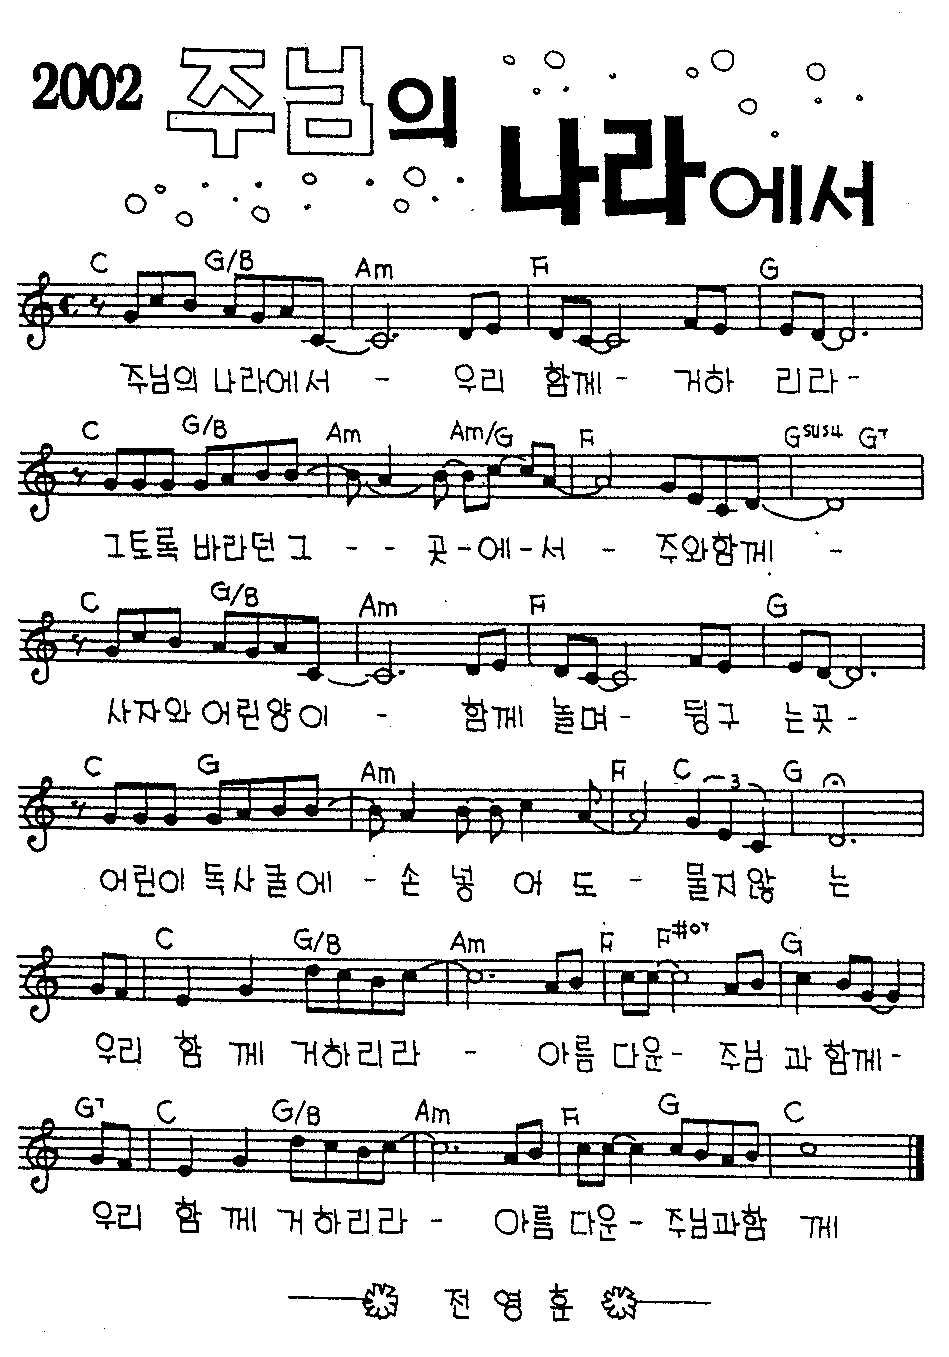 2002 주님의 나라에서
C G/B Am F G
주님의 나라에서 - 우리 함께 - 거하 리라 -
C G/B Am Am/G F Gsus4 G7
그토록 바라던 그 - - 곳 - 에 - 서 - 주와함께 -
C G/B Am F G
사자와 어린양이 - 함께 놀며 - 뒹구 는곳 -
C G Am F C 3 G
어린이 독사굴에 - 손 넣 어 도 - 물지않 는
C G/B Am F F#07 G
우리 함 께 거하리라 - 아름 다운 - 주님 과 함께 -
G7 C G/B Am F G C
우리 함 께 거하리라 - 아름 다운 - 주님과함 께
전 영 훈